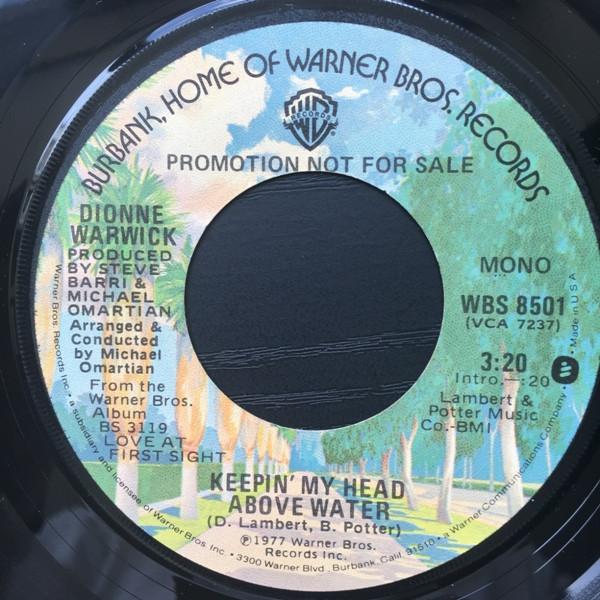 BURBANK, HOME OF WARNER BROS. RECORDS
W
RECORDS
PROMOTION NOT FOR SALE
DIONNE
WARWICK
PRODUCED
BY STEVE
BARRI &
MICHAEL
OMARTIAN
Arranged &
Conducted
by Michael
Omartian
From the
Warner Bros.
Album
BS 3119
LOVE AT
FIRST SIGHT
MONO
WBS 8501
(VCA 7237)
3:20
Intro.—:20
Lambert &
Potter Music
Co.-BMI
KEEPIN' MY HEAD
ABOVE WATER
(D. Lambert, B. Potter)
℗1977 Warner Bros.
Records Inc.
Warner Bros. Records Inc. • a subsidiary and licensee of Warner Bros. Inc. • 3300 Warner Blvd., Burbank, Calif. 91510 • a Warner Communications Company • Made in U S A